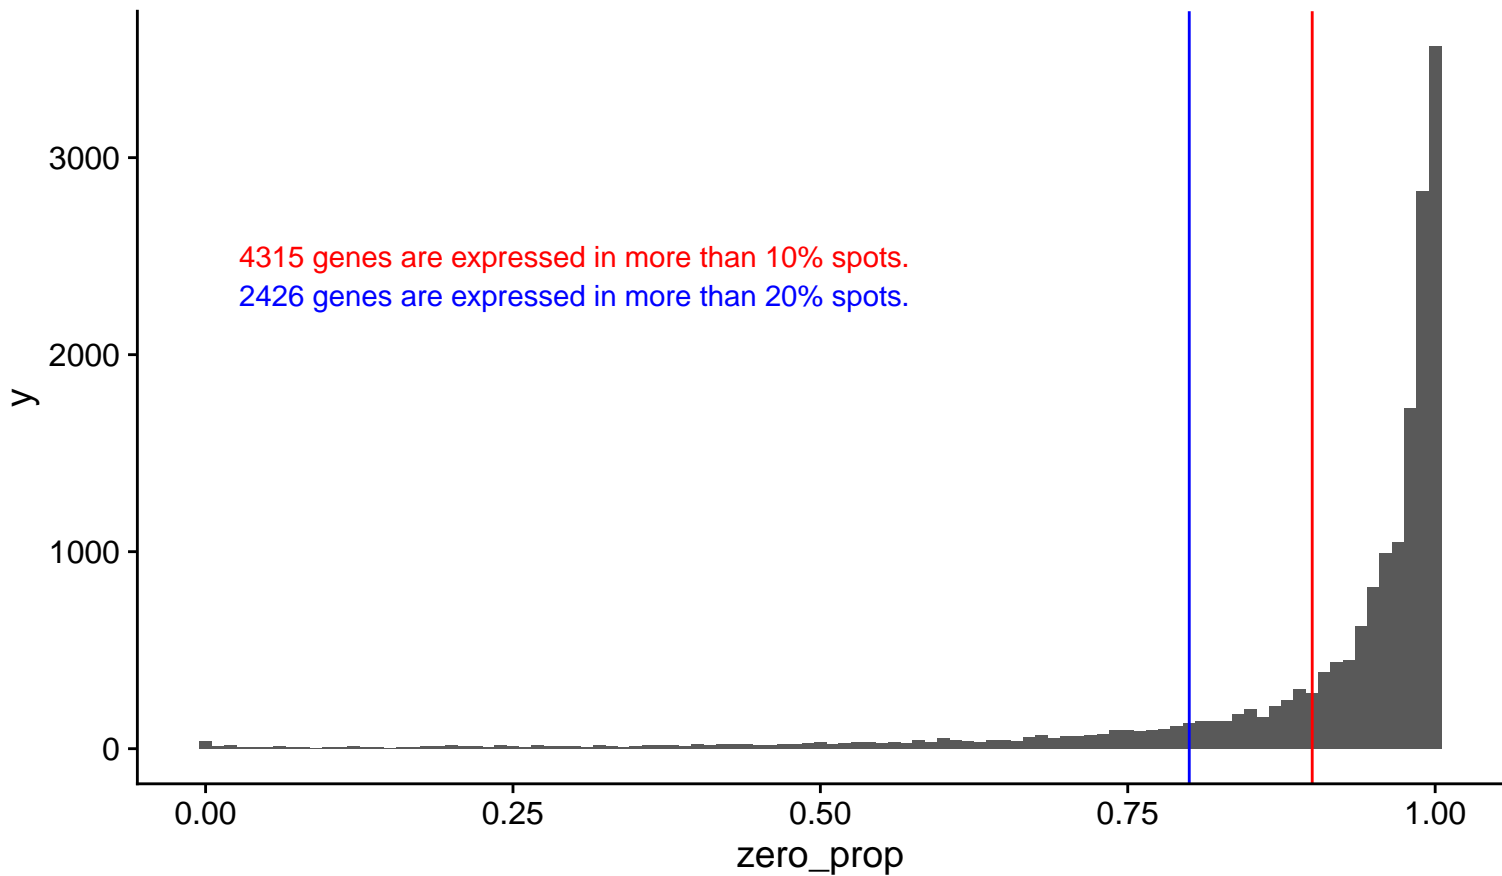 3000
4315 genes are expressed in more than 10% spots.
2426 genes are expressed in more than 20% spots.
2000
y
1000
0
0.00 0.25 0.50 0.75 1.00
zero_prop